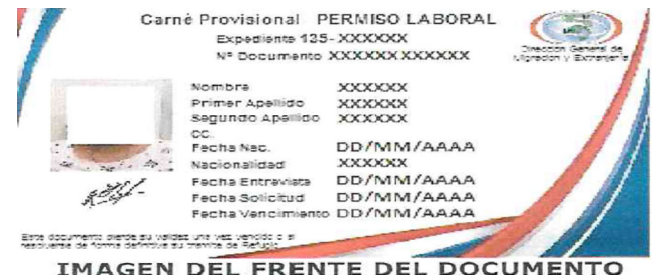 Carné Provisional PERMISO LABORAL
Expediente 125-XXXXXX
Nº Documento XXXXXX XXXXXX
Dirección General de
Migración y Extranjería
Nombre XXXXXX
Primer Apellido XXXXXX
Segundo Apellido XXXXXX
CC.
Fecha Nac. DD/MM/AAAA
Nacionalidad XXXXXX
Fecha Entrevista DD/MM/AAAA
Fecha Solicitud DD/MM/AAAA
Fecha Vencimiento DD/MM/AAAA
Este documento pierde su validez una vez vencido o al
resolverse de forma definitiva su tramite de Refugio
IMAGEN DEL FRENTE DEL DOCUMENTO